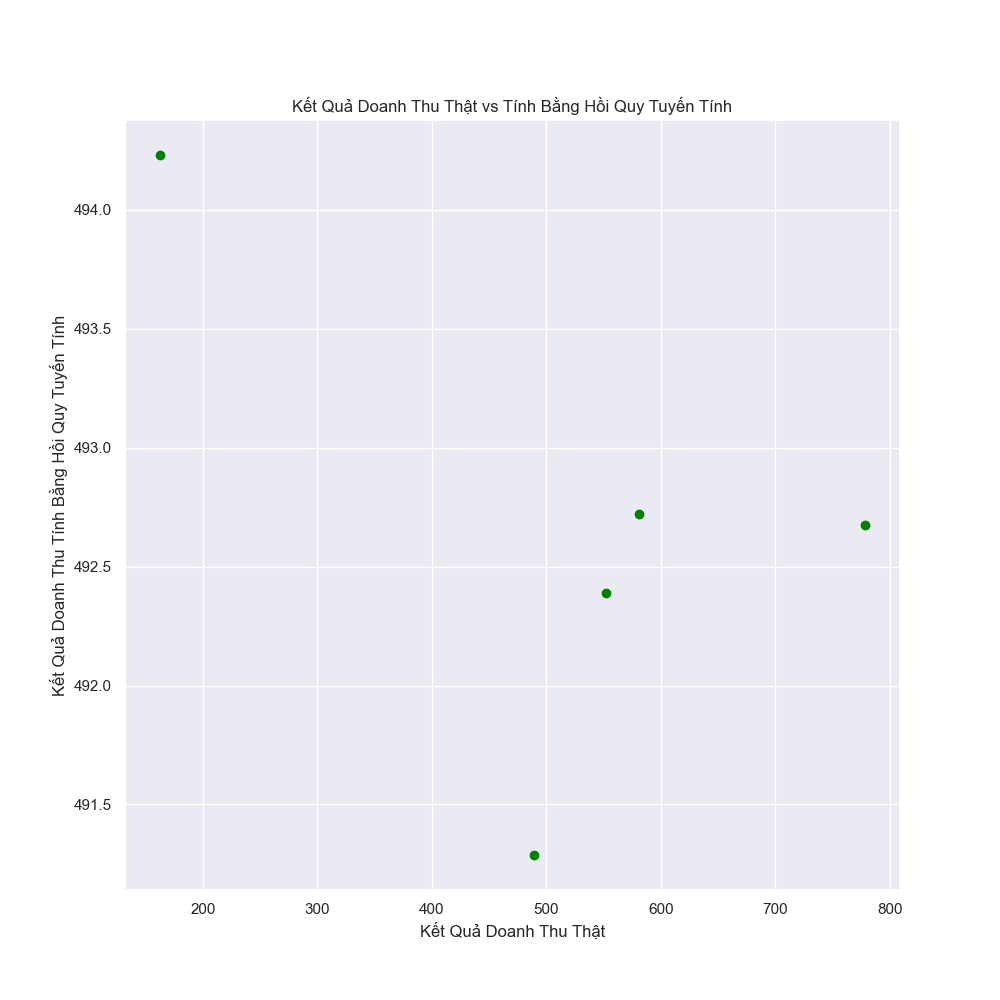 Kết Quả Doanh Thu Thật vs Tính Bằng Hồi Quy Tuyến Tính
Kết Quả Doanh Thu Tính Bằng Hồi Quy Tuyến Tính
494.0
493.5
493.0
492.5
492.0
491.5
200 300 400 500 600 700 800
Kết Quả Doanh Thu Thật